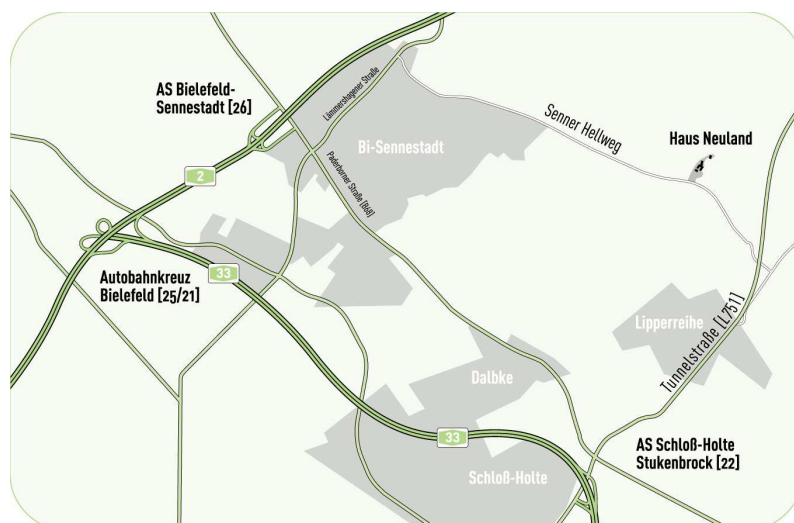 AS Bielefeld-
Sennestadt [26]
Lämmershagener Straße
Bi-Sennestadt
Senner Hellweg
Haus Neuland
2
Paderborner Straße [B68]
Autobahnkreuz
Bielefeld [25/21]
33
Lipperreihe
Tunnelstraße [L751]
Dalbke
33
AS Schloß-Holte
Stukenbrock [22]
Schloß-Holte